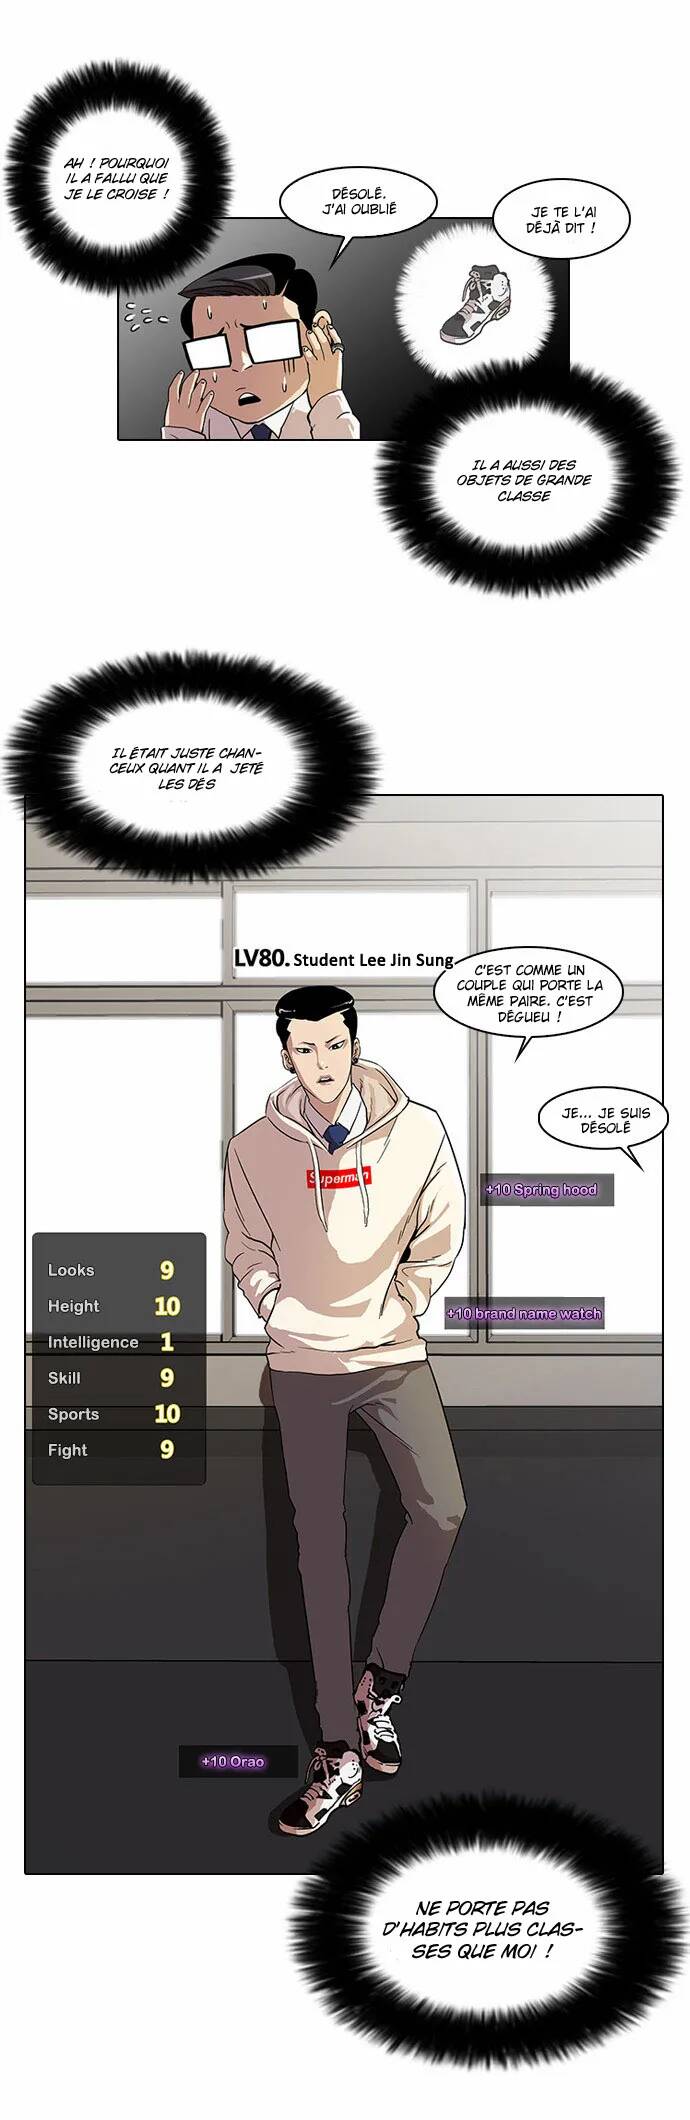 AH ! POURQUOI
IL A FALLU QUE
JE LE CROISE !
DÉSOLÉ.
J'AI OUBLIÉ
JE TE L'AI
DÉJÀ DIT !
IL A AUSSI DES
OBJETS DE GRANDE
CLASSE
IL ÉTAIT JUSTE CHAN-
CEUX QUANT IL A JETÉ
LES DÉS
LV80. Student Lee Jin Sung
C'EST COMME UN
COUPLE QUI PORTE LA
MÊME PAIRE. C'EST
DÉGUEU !
JE... JE SUIS
DÉSOLÉ
Superman
+10 Spring hood
+10 brand name watch
Looks 9
Height 10
Intelligence 1
Skill 9
Sports 10
Fight 9
+10 Orao
NE PORTE PAS
D'HABITS PLUS CLAS-
SES QUE MOI !